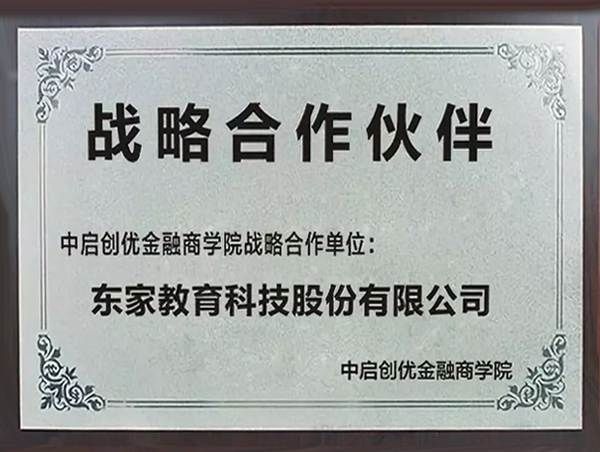 战略合作伙伴
中启创优金融商学院战略合作单位：
东家教育科技股份有限公司
中启创优金融商学院